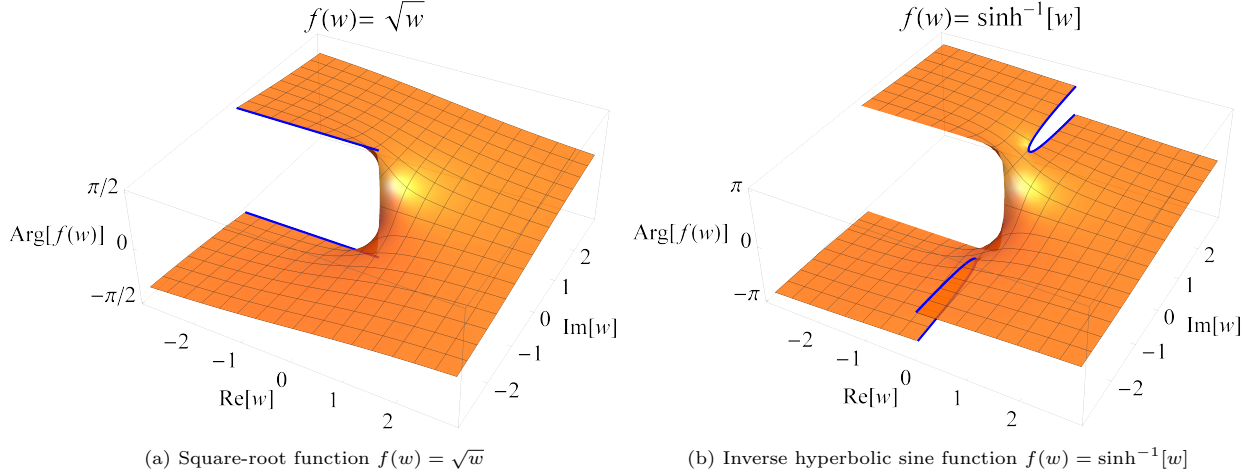 f(w)= √w
π/2
Arg[f(w)] 0
−π/2
−2
−1
0
1
2
Re[w]
2
1
0
−1
−2
Im[w]
(a) Square-root function f(w) = √w
f(w)= sinh⁻¹[w]
π
Arg[f(w)] 0
−π
−2
−1
0
1
2
Re[w]
2
1
0
−1
−2
Im[w]
(b) Inverse hyperbolic sine function f(w) = sinh⁻¹[w]